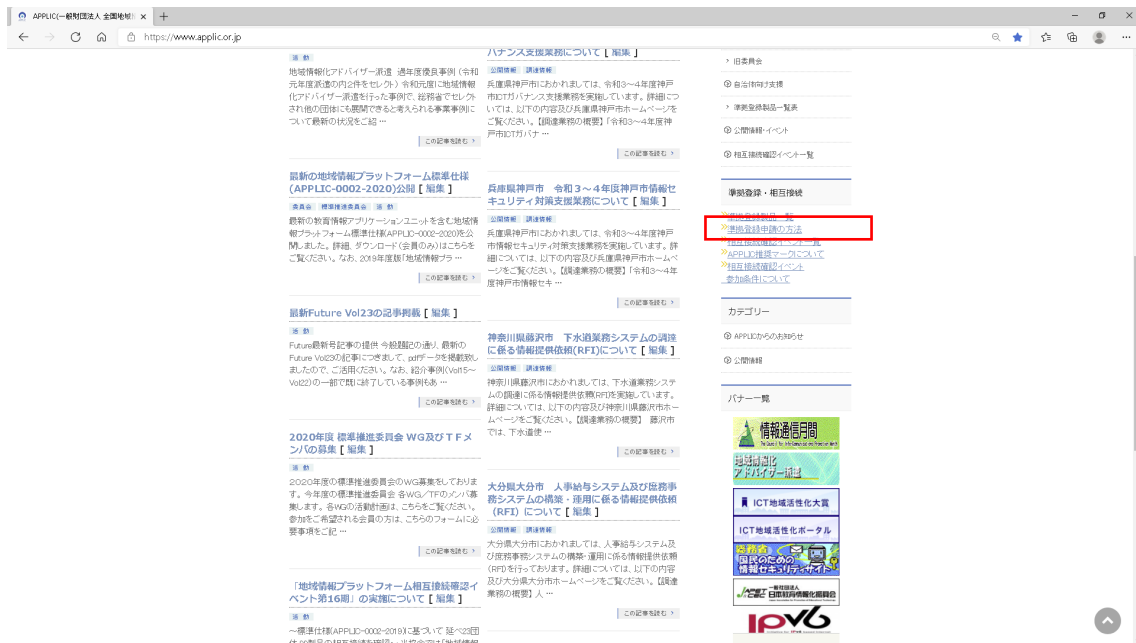 APPLIC(一般財団法人 全国地域
https://www.applic.or.jp
活 動
地域情報化アドバイザー派遣 過年度優良事例 (令和
元年度派遣の内2件をセレクト) 令和元度に地域情報
化アドバイザー派遣を行った事例で、総務省でセレクト
され他の団体にも展開できると考えられる事業事例に
ついて最新の状況をご紹 …
この記事を読む
最新の地域情報プラットフォーム標準仕様
(APPLIC-0002-2020)公開 [ 編集 ]
委員会 標準推進委員会 活 動
最新の教育情報アプリケーションユニットを含む地域情
報プラットフォーム標準仕様(APPLIC-0002-2020)を公
開しました。詳細、ダウンロード(会員のみ)はこちらを
ご覧ください。なお、2019年度版「地域情報プラ …
この記事を読む
最新Future Vol23の記事掲載 [ 編集 ]
活 動
Future最新号記事の提供 今般題記の通り、最新の
Future Vol23の記事につきまして、pdfデータを掲載致し
ましたので、ご活用ください。なお、紹介事例(Vol15～
Vol22)の一部で既に終了している事例もあ …
この記事を読む
2020年度 標準推進委員会 WG及びＴＦメ
ンバの募集 [ 編集 ]
活 動
2020年度の標準推進委員会のWG募集をしておりま
す。今年度の標準推進委員会 各WG／TFのメンバ募
集します。各WGの活動計画は、こちらをご覧ください。
参加をご希望される会員の方は、こちらのフォームに必
要事項をご記 …
この記事を読む
「地域情報プラットフォーム相互接続確認イ
ベント第16期」の実施について [ 編集 ]
活 動
～標準仕様(APPLIC-0002-2019)に基づいて 延べ23団
バナンス支援業務について [ 編集 ]
公開情報 調達情報
兵庫県神戸市におかれましては、令和3～4年度神戸
市ICTガバナンス支援業務を実施しています。詳細につ
いては、以下の内容及び兵庫県神戸市ホームページを
ご覧ください。【調達業務の概要】「令和3～4年度神
戸市ICTガバナ …
この記事を読む
兵庫県神戸市 令和３～４年度神戸市情報セ
キュリティ対策支援業務について [ 編集 ]
公開情報 調達情報
兵庫県神戸市におかれましては、令和3～4年度神戸
市情報セキュリティ対策支援業務を実施しています。詳
細については、以下の内容及び兵庫県神戸市ホームペ
ージをご覧ください。【調達業務の概要】「令和3～4年
度神戸市情報セキ …
この記事を読む
神奈川県藤沢市 下水道業務システムの調達
に係る情報提供依頼(RFI)について [ 編集 ]
公開情報 調達情報
神奈川県藤沢市におかれましては、下水道業務システ
ムの調達に係る情報提供依頼(RFI)を実施しています。
詳細については、以下の内容及び神奈川県藤沢市ホー
ムページをご覧ください。【調達業務の概要】 藤沢市
では、下水道使 …
この記事を読む
大分県大分市 人事給与システム及び庶務事
務システムの構築・運用に係る情報提供依頼
（RFI）について [ 編集 ]
公開情報 調達情報
大分県大分市におかれましては、人事給与システム及
び庶務事務システムの構築・運用に係る情報提供依頼
(RFI)を行っております。詳細については、以下の内容
及び大分県大分市ホームページをご覧ください。【調達
業務の概要】 人 …
この記事を読む
旧委員会
自治体向け支援
準拠登録製品一覧表
公開情報・イベント
相互接続確認イベント一覧
準拠登録・相互接続
準拠登録製品一覧
準拠登録申請の方法
相互接続確認イベント一覧
APPLIC推奨マークについて
相互接続確認イベント
参加条件について
カテゴリー
APPLICからのお知らせ
公開情報
バナー一覧
情報通信月間
地域情報化
アドバイザー派遣
ICT地域活性化大賞
ICT地域活性化ポータル
総務省
国民のための
情報セキュリティサイト
JAPET&CEC 一般社団法人
日本教育情報化振興会
IPv6